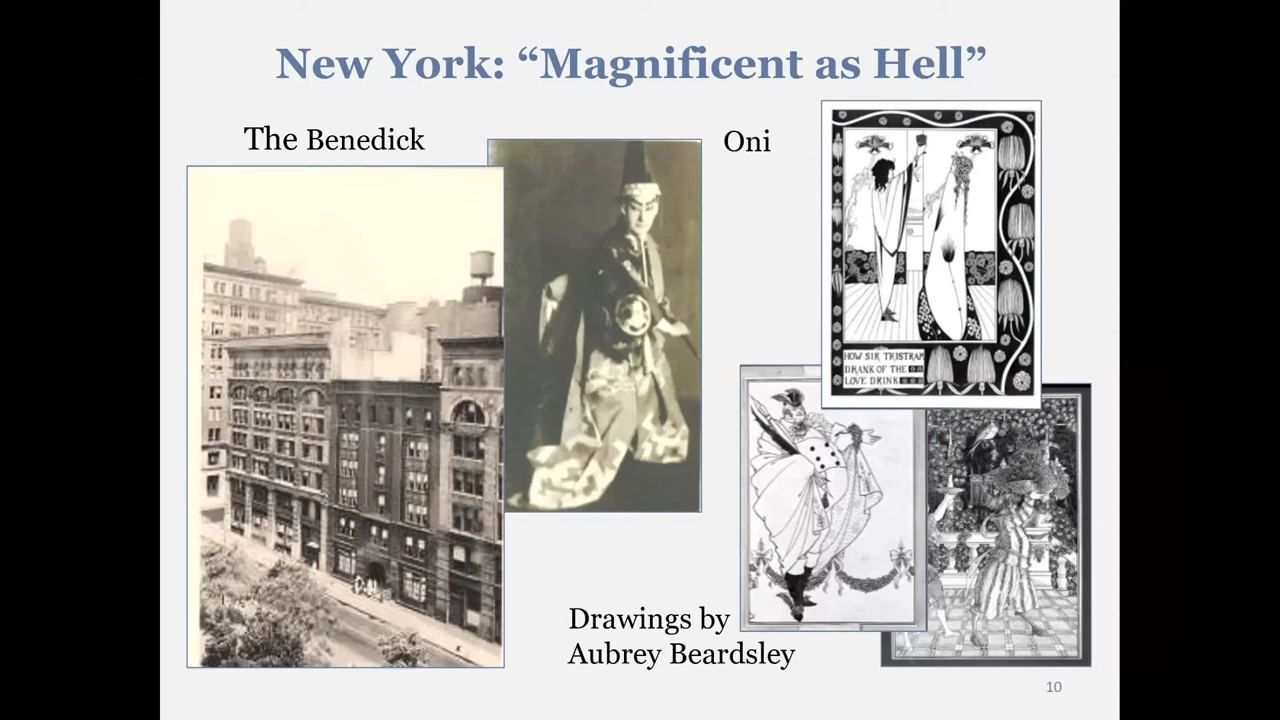 New York: “Magnificent as Hell”
The Benedick
Oni
HOW SIR TRISTRAM
DRANK OF THE
LOVE DRINK
Drawings by
Aubrey Beardsley
10